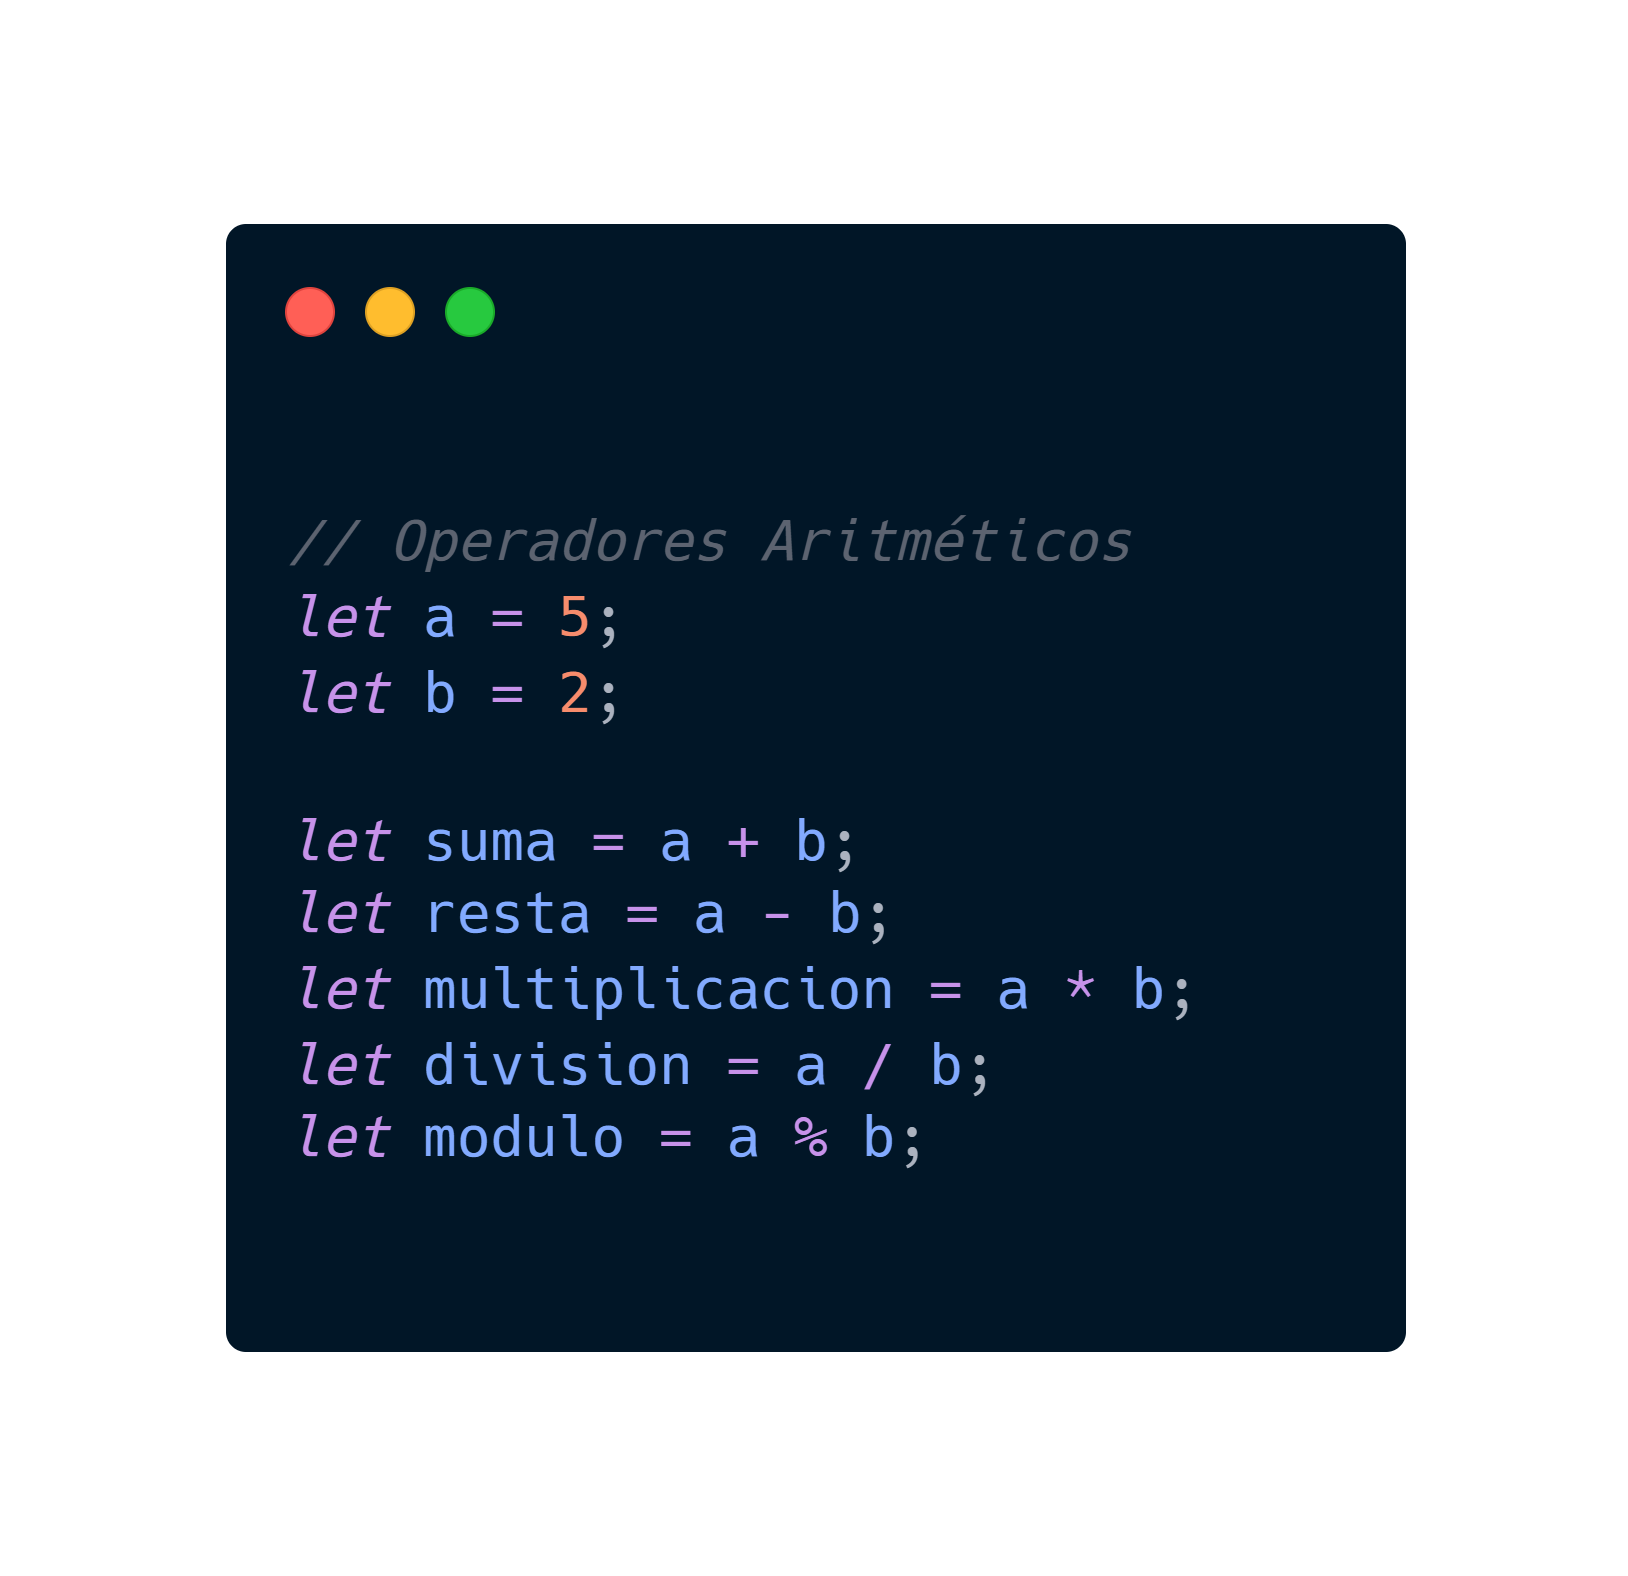 // Operadores Aritméticos
let a = 5;
let b = 2;
let suma = a + b;
let resta = a - b;
let multiplicacion = a * b;
let division = a / b;
let modulo = a % b;